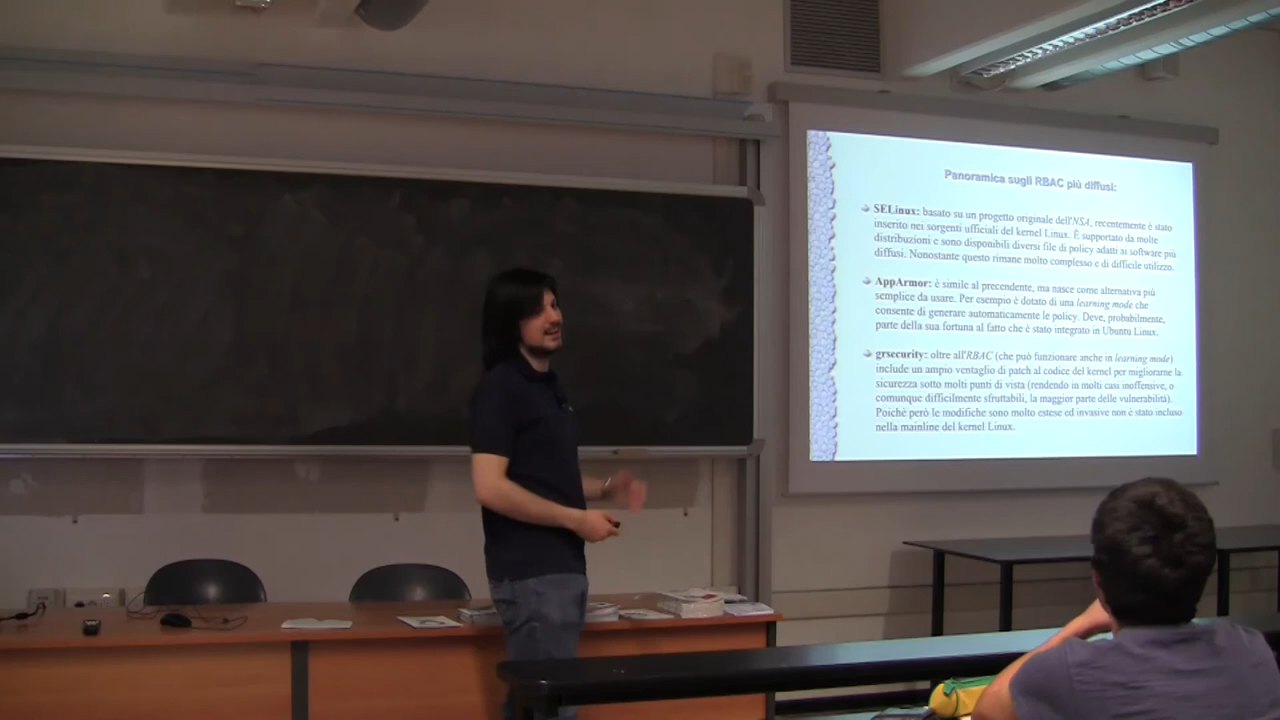 Panoramica sugli RBAC più diffusi:
SELinux: basato su un progetto originale dell'NSA, recentemente è stato
inserito nei sorgenti ufficiali del kernel Linux. È supportato da molte
distribuzioni e sono disponibili diversi file di policy adatti ai software più
diffusi. Nonostante questo rimane molto complesso e di difficile utilizzo.
AppArmor: è simile al precendente, ma nasce come alternativa più
semplice da usare. Per esempio è dotato di una learning mode che
consente di generare automaticamente le policy. Deve, probabilmente,
parte della sua fortuna al fatto che è stato integrato in Ubuntu Linux.
grsecurity: oltre all'RBAC (che può funzionare anche in learning mode)
include un ampio ventaglio di patch al codice del kernel per migliorarne la
sicurezza sotto molti punti di vista (rendendo in molti casi inoffensive, o
comunque difficilmente sfruttabili, la maggior parte delle vulnerabilità).
Poichè però le modifiche sono molto estese ed invasive non è stato incluso
nella mainline del kernel Linux.